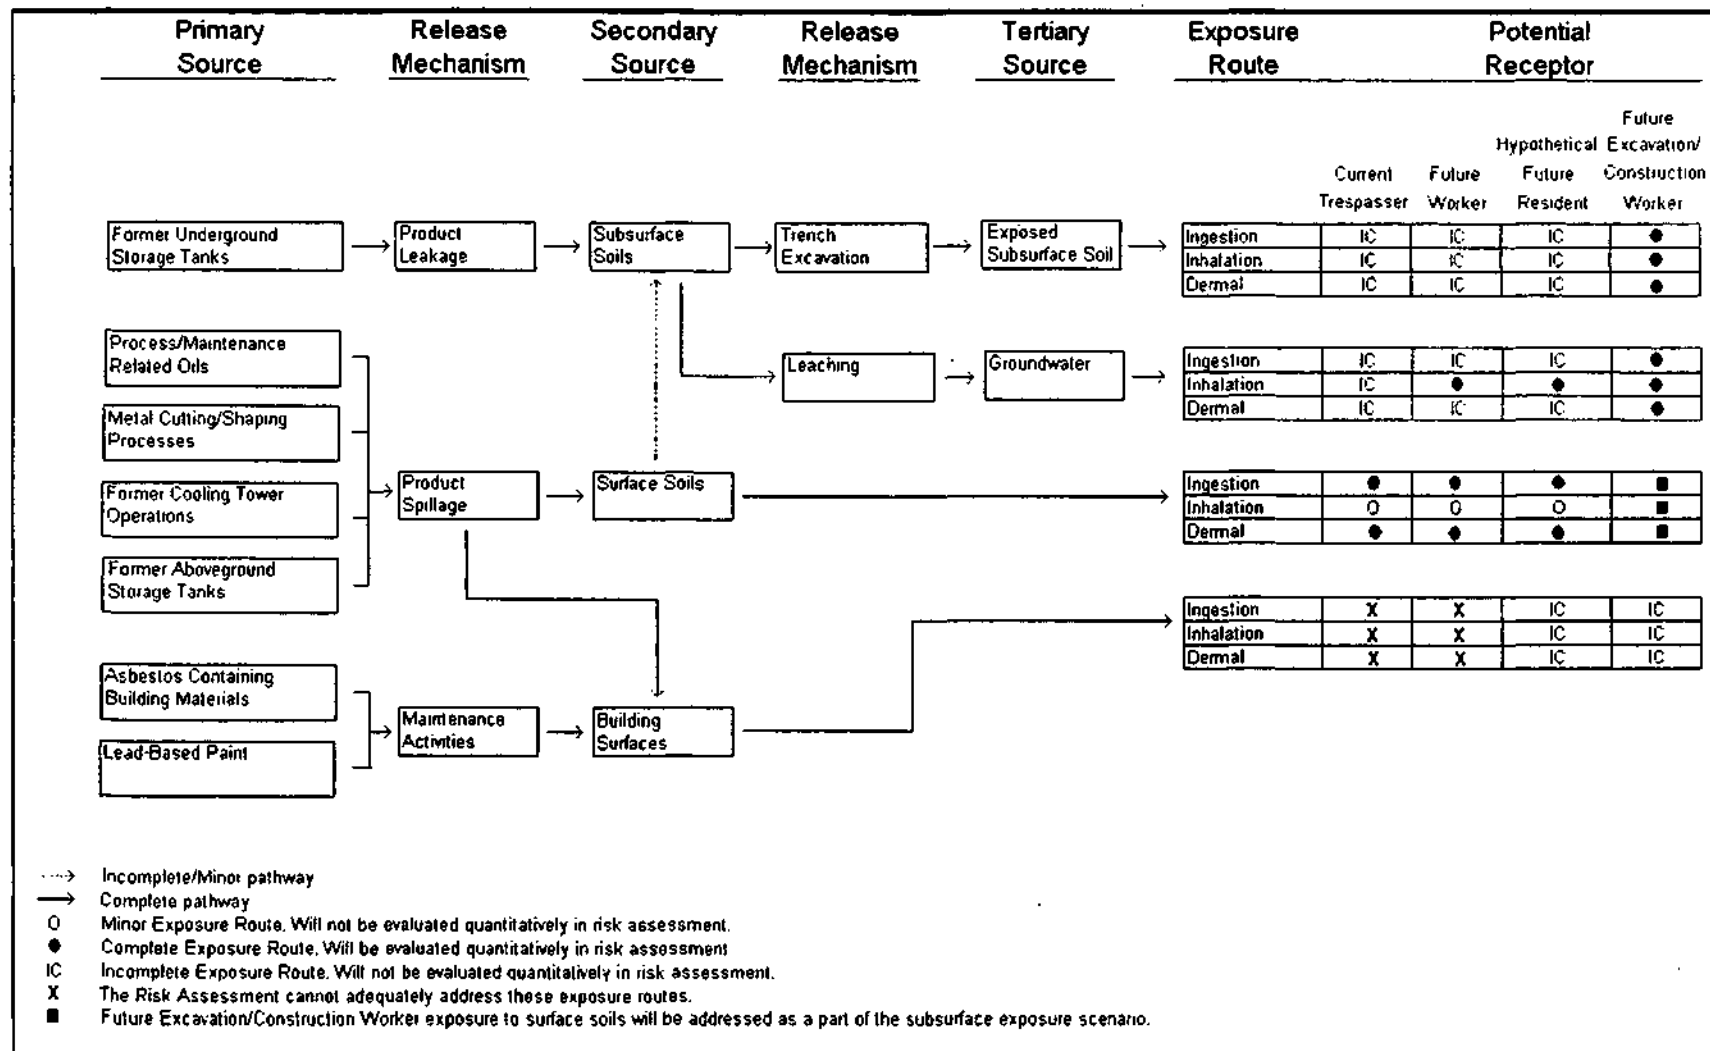 Primary Source
Release Mechanism
Secondary Source
Release Mechanism
Tertiary Source
Exposure Route
Potential Receptor
Current Trespasser
Future Worker
Hypothetical Future Resident
Future Excavation/ Construction Worker
Former Underground
Storage Tanks
Product
Leakage
Subsurface
Soils
Trench
Excavation
Exposed
Subsurface Soil
Ingestion IC IC IC ●
Inhalation IC IC IC ●
Dermal IC IC IC ●
Process/Maintenance
Related Oils
Leaching
Groundwater
Ingestion IC IC IC ●
Inhalation IC ● ● ●
Dermal IC IC IC ●
Metal Cutting/Shaping
Processes
Former Cooling Tower
Operations
Product
Spillage
Surface Soils
Ingestion ● ● ● ■
Inhalation O O O ■
Dermal ● ● ● ■
Former Aboveground
Storage Tanks
Ingestion X X IC IC
Inhalation X X IC IC
Dermal X X IC IC
Asbestos Containing
Building Materials
Maintenance
Activities
Building
Surfaces
Lead-Based Paint
Incomplete/Minor pathway
Complete pathway
O Minor Exposure Route. Will not be evaluated quantitatively in risk assessment.
● Complete Exposure Route. Will be evaluated quantitatively in risk assessment
IC Incomplete Exposure Route. Will not be evaluated quantitatively in risk assessment.
X The Risk Assessment cannot adequately address these exposure routes.
■ Future Excavation/Construction Worker exposure to surface soils will be addressed as a part of the subsurface exposure scenario.